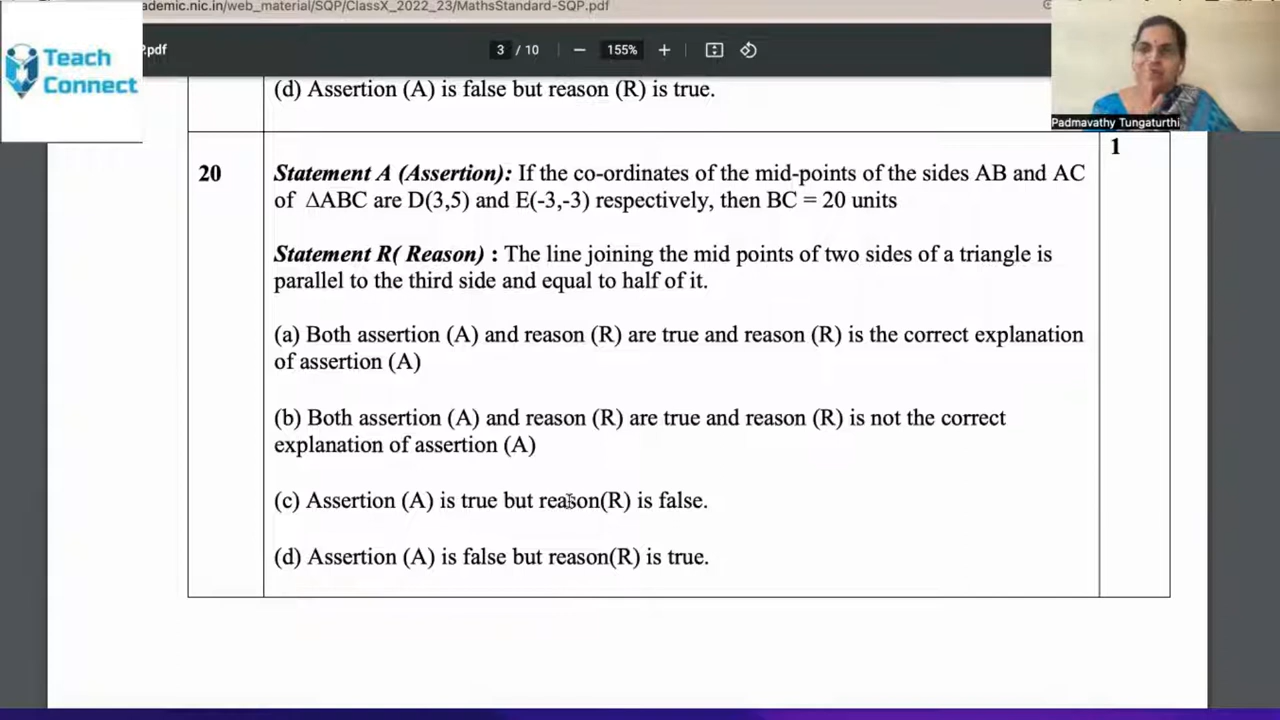 ademic.nic.in/web_material/SQP/ClassX_2022_23/MathsStandard-SQP.pdf
Teach
Connect
.pdf
3 / 10
155%
(d) Assertion (A) is false but reason (R) is true.
Padmavathy Tungaturthi
1
20
Statement A (Assertion): If the co-ordinates of the mid-points of the sides AB and AC
of ΔABC are D(3,5) and E(-3,-3) respectively, then BC = 20 units
Statement R( Reason) : The line joining the mid points of two sides of a triangle is
parallel to the third side and equal to half of it.
(a) Both assertion (A) and reason (R) are true and reason (R) is the correct explanation
of assertion (A)
(b) Both assertion (A) and reason (R) are true and reason (R) is not the correct
explanation of assertion (A)
(c) Assertion (A) is true but reason(R) is false.
(d) Assertion (A) is false but reason(R) is true.